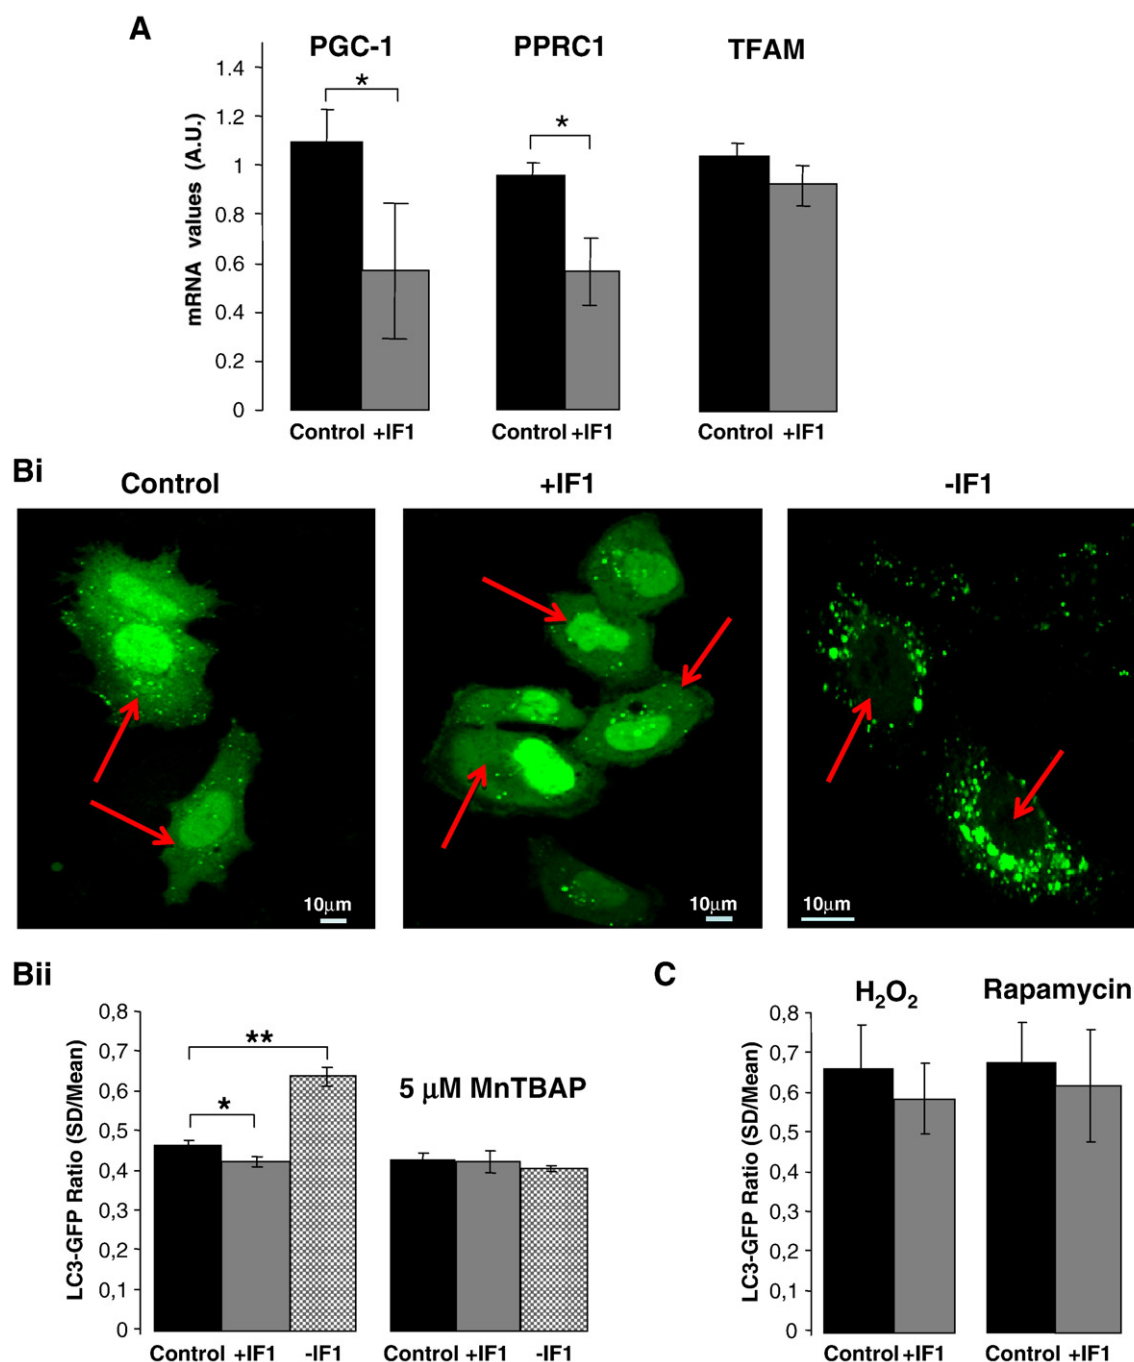 A
PGC-1 PPRC1 TFAM
mRNA values (A.U.)
1.4
1.2
1
0.8
0.6
0.4
0.2
0
* *
Control +IF1 Control +IF1 Control +IF1
Bi
Control +IF1 -IF1
10μm 10μm 10μm
Bii
LC3-GFP Ratio (SD/Mean)
0,8
0,7
0,6
0,5
0,4
0,3
0,2
0,1
0
**
*
5 μM MnTBAP
Control +IF1 -IF1 Control +IF1 -IF1
C
H₂O₂ Rapamycin
LC3-GFP Ratio (SD/Mean)
0,8
0,7
0,6
0,5
0,4
0,3
0,2
0,1
0
Control +IF1 Control +IF1